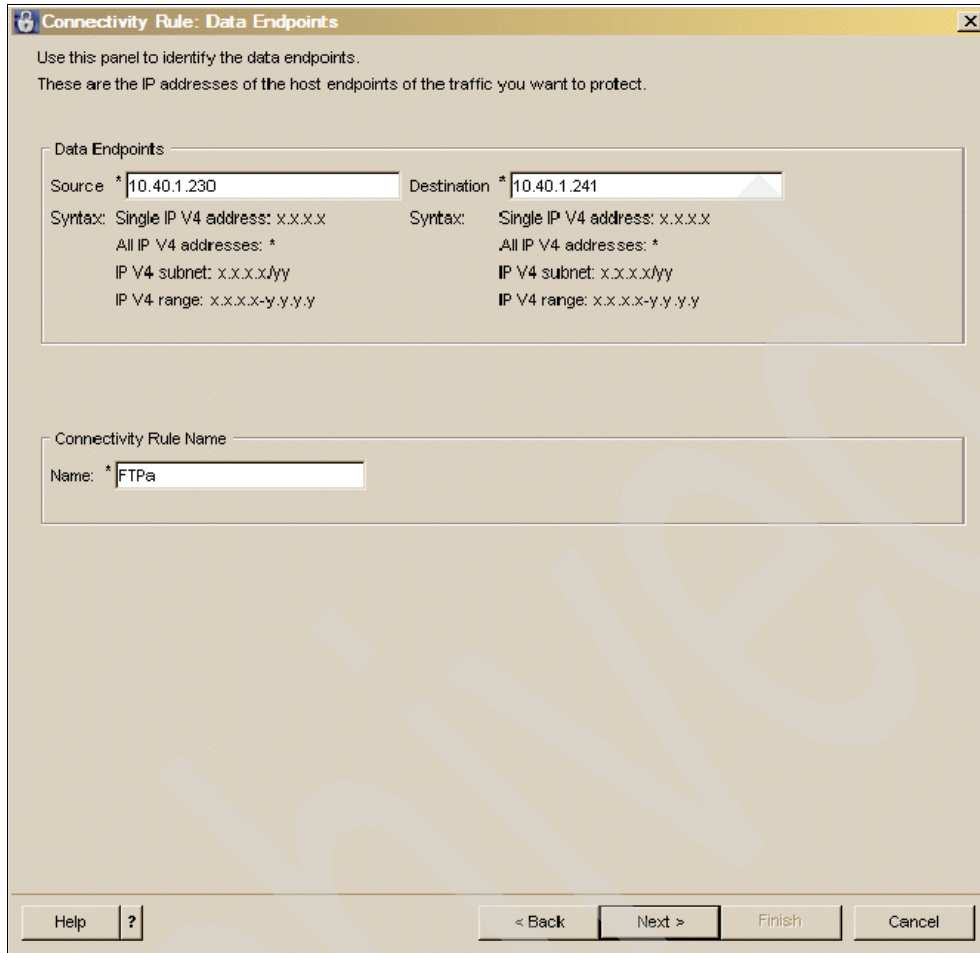 Connectivity Rule: Data Endpoints
Use this panel to identify the data endpoints.
These are the IP addresses of the host endpoints of the traffic you want to protect.
Data Endpoints
Source * 10.40.1.230 Destination * 10.40.1.241
Syntax: Single IP V4 address: x.x.x.x Syntax: Single IP V4 address: x.x.x.x
All IP V4 addresses: * All IP V4 addresses: *
IP V4 subnet: x.x.x.x/yy IP V4 subnet: x.x.x.x/yy
IP V4 range: x.x.x.x-y.y.y.y IP V4 range: x.x.x.x-y.y.y.y
Connectivity Rule Name
Name: * FTPa
Help ? < Back Next > Finish Cancel